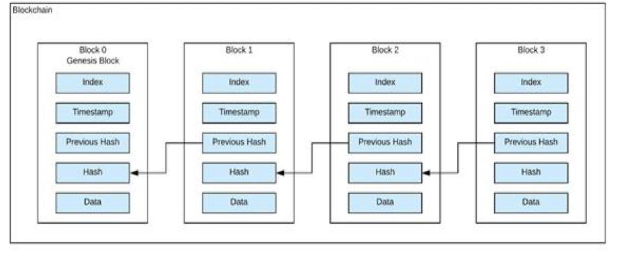 Blockchain
Block 0
Genesis Block
Index
Timestamp
Previous Hash
Hash
Data
Block 1
Index
Timestamp
Previous Hash
Hash
Data
Block 2
Index
Timestamp
Previous Hash
Hash
Data
Block 3
Index
Timestamp
Previous Hash
Hash
Data